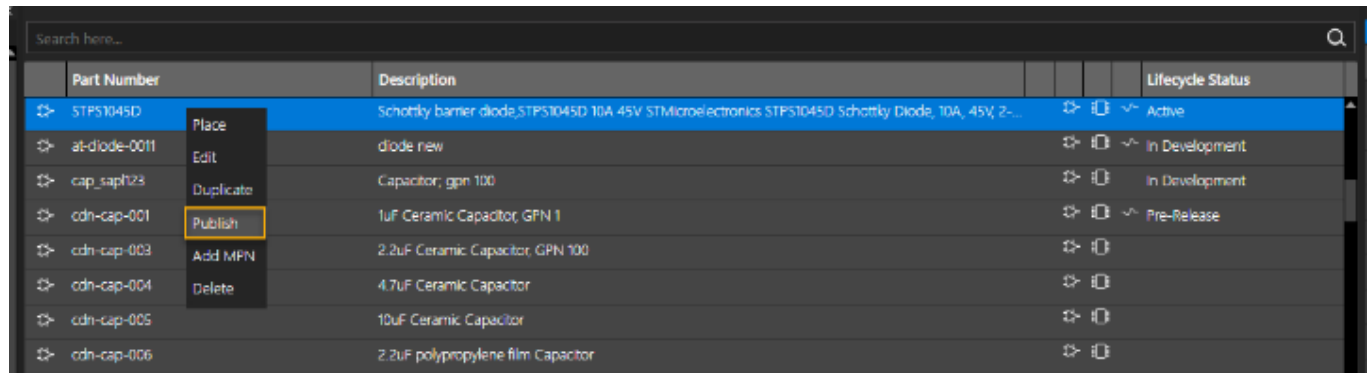 Search here...
Part Number Description Lifecycle Status
STPS1045D Schottky barrier diode,STPS1045D 10A 45V STMicroelectronics STPS1045D Schottky Diode, 10A, 45V, 2-... Active
Place
at-diode-0011 diode new In Development
Edit
cap_sapl123 Capacitor; gpn 100 In Development
Duplicate
cdn-cap-001 1uF Ceramic Capacitor, GPN 1 Pre-Release
Publish
cdn-cap-003 2.2uF Ceramic Capacitor, GPN 100
Add MPN
cdn-cap-004 4.7uF Ceramic Capacitor
Delete
cdn-cap-005 10uF Ceramic Capacitor
cdn-cap-006 2.2uF polypropylene film Capacitor